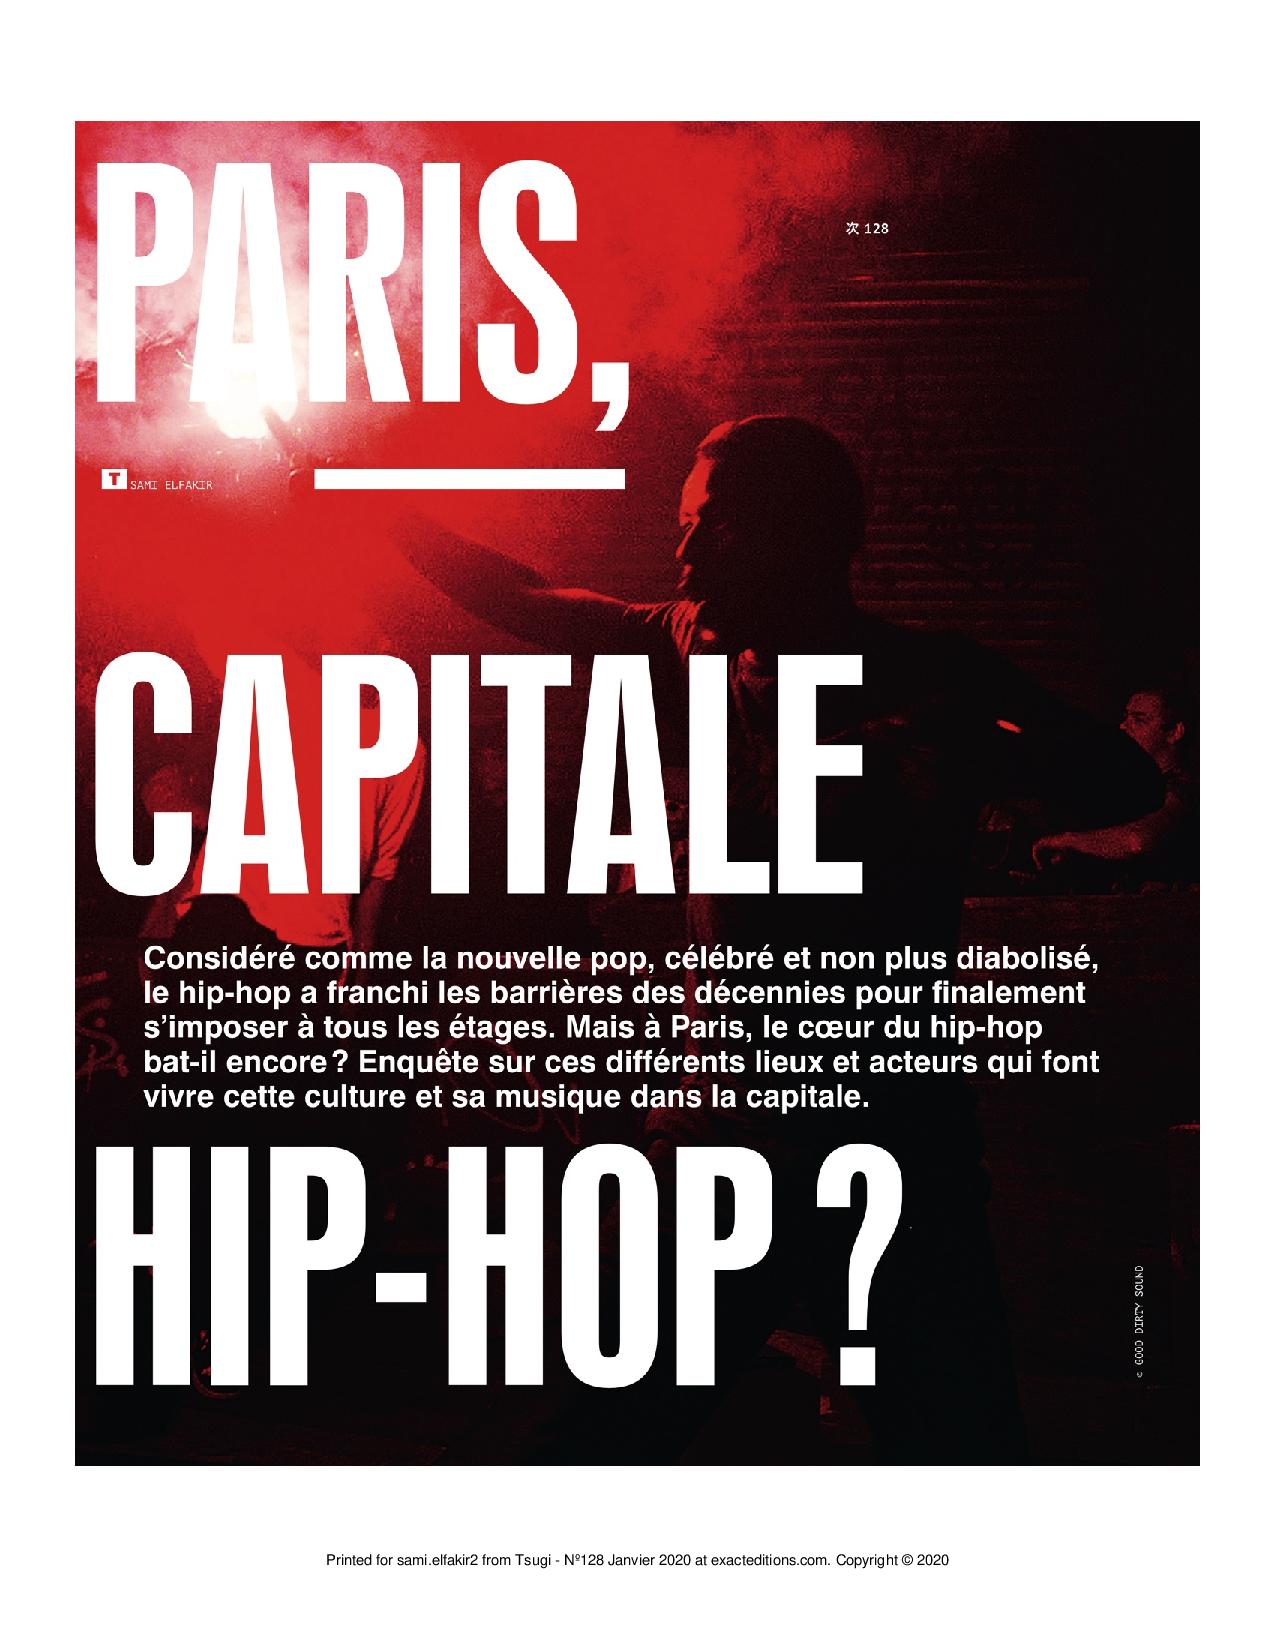 PARIS,
次 128
T SAMI ELFAKIR
CAPITALE
Considéré comme la nouvelle pop, célébré et non plus diabolisé,
le hip-hop a franchi les barrières des décennies pour finalement
s’imposer à tous les étages. Mais à Paris, le cœur du hip-hop
bat-il encore ? Enquête sur ces différents lieux et acteurs qui font
vivre cette culture et sa musique dans la capitale.
HIP-HOP ?
© GOOD DIRTY SOUND
Printed for sami.elfakir2 from Tsugi - Nº128 Janvier 2020 at exacteditions.com. Copyright © 2020